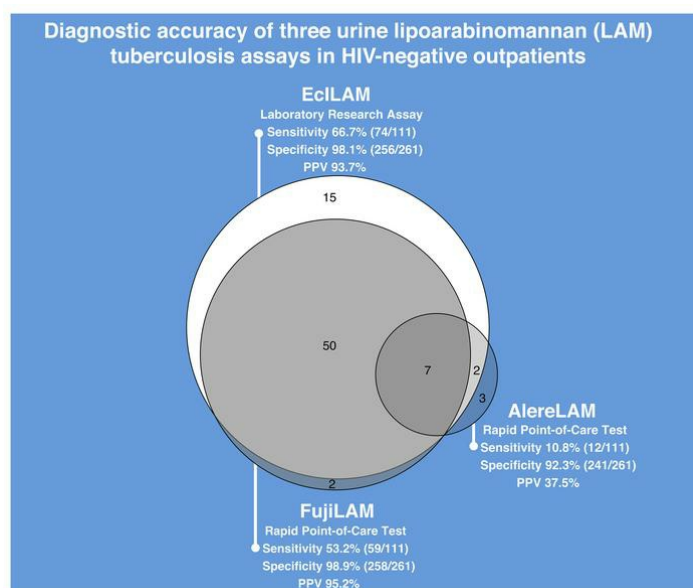 Diagnostic accuracy of three urine lipoarabinomannan (LAM)
tuberculosis assays in HIV-negative outpatients
EclLAM
Laboratory Research Assay
Sensitivity 66.7% (74/111)
Specificity 98.1% (256/261)
PPV 93.7%
15
50
7
2
3
AlereLAM
Rapid Point-of-Care Test
Sensitivity 10.8% (12/111)
Specificity 92.3% (241/261)
PPV 37.5%
2
FujiLAM
Rapid Point-of-Care Test
Sensitivity 53.2% (59/111)
Specificity 98.9% (258/261)
PPV 95.2%